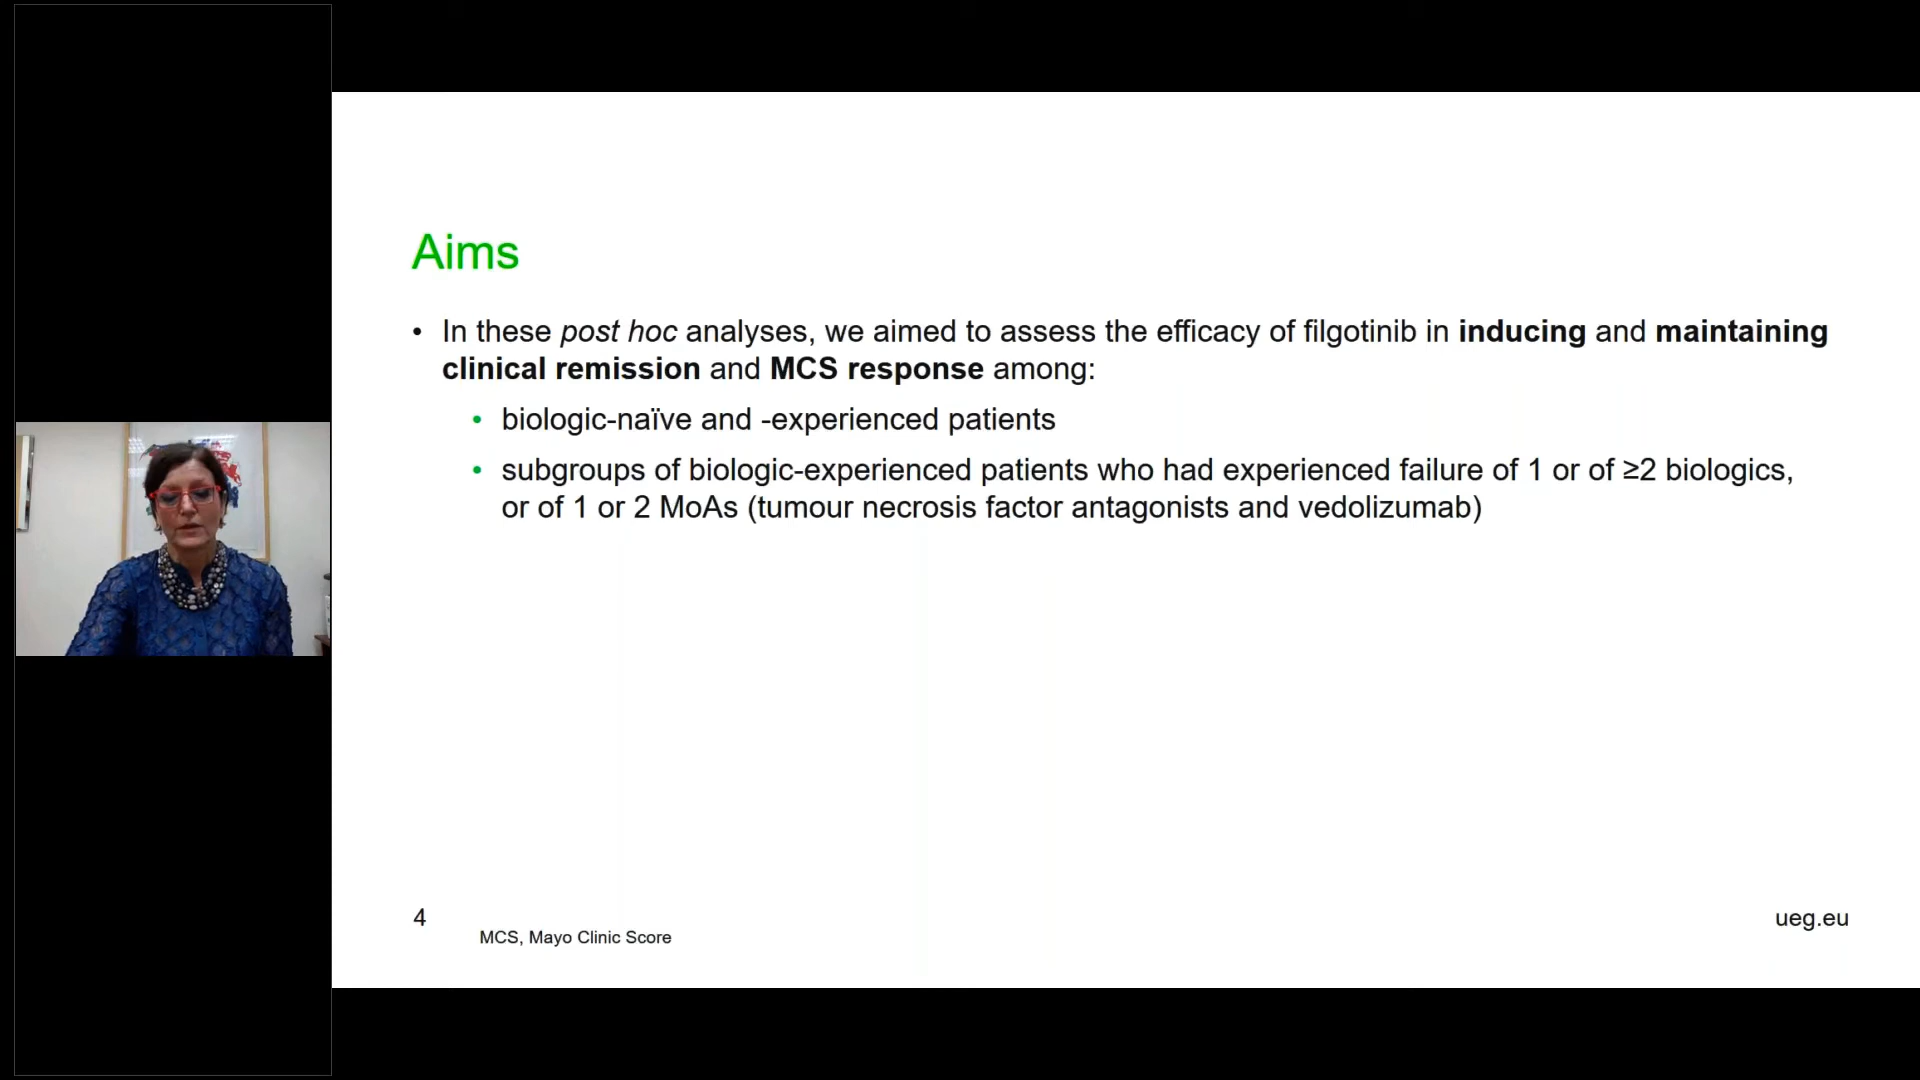 Aims
• In these post hoc analyses, we aimed to assess the efficacy of filgotinib in inducing and maintaining
clinical remission and MCS response among:
• biologic-naïve and -experienced patients
• subgroups of biologic-experienced patients who had experienced failure of 1 or of ≥2 biologics,
or of 1 or 2 MoAs (tumour necrosis factor antagonists and vedolizumab)
4
MCS, Mayo Clinic Score
ueg.eu